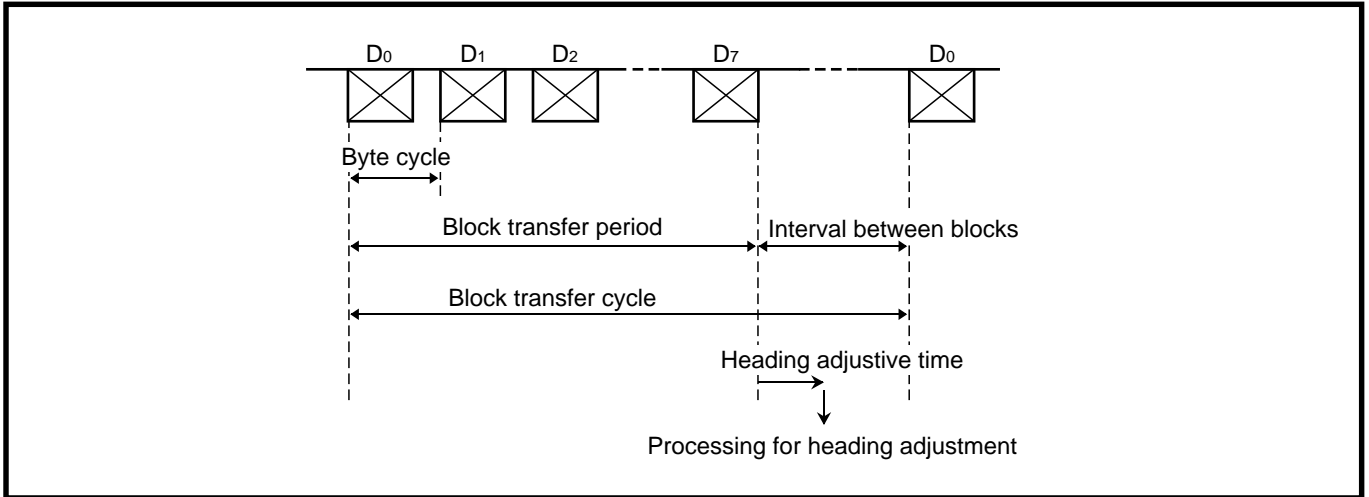 D0 D1 D2 D7 D0
Byte cycle
Block transfer period
Interval between blocks
Block transfer cycle
Heading adjustive time
Processing for heading adjustment